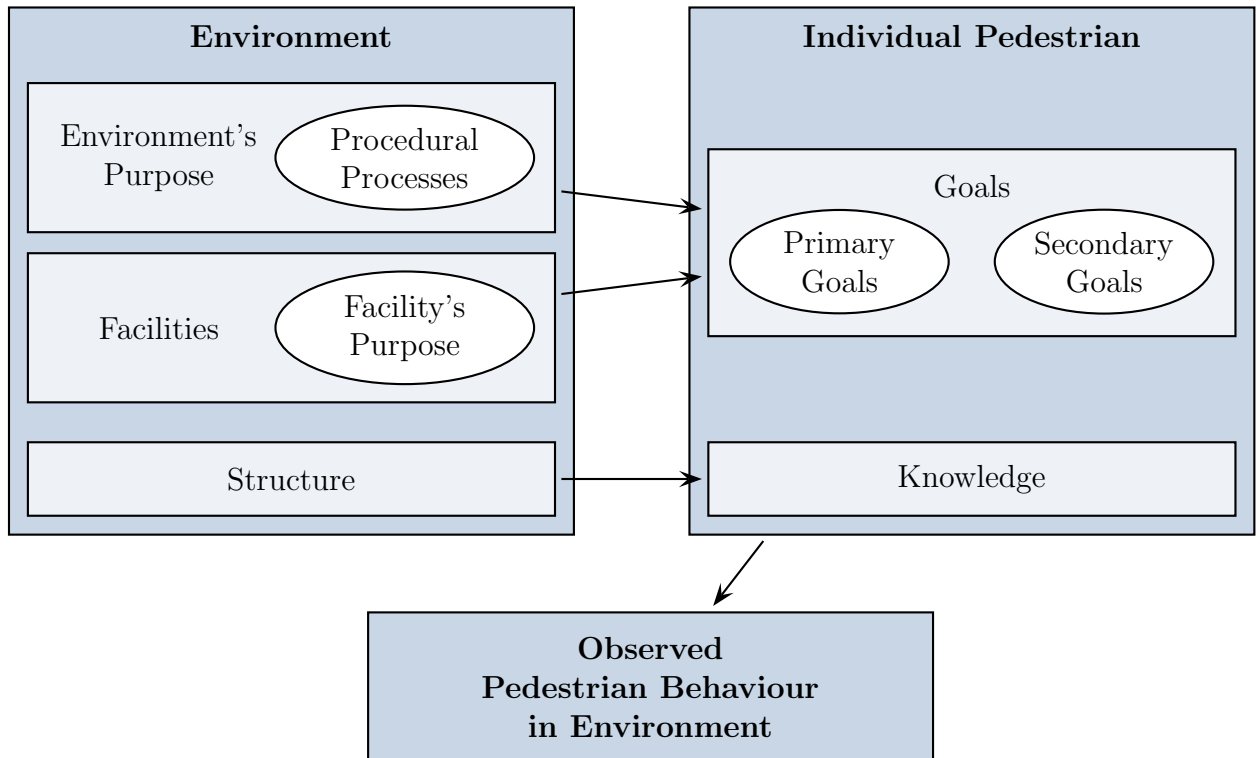 Environment
Environment's
Purpose
Procedural
Processes
Facilities
Facility's
Purpose
Structure
Individual Pedestrian
Goals
Primary
Goals
Secondary
Goals
Knowledge
Observed
Pedestrian Behaviour
in Environment